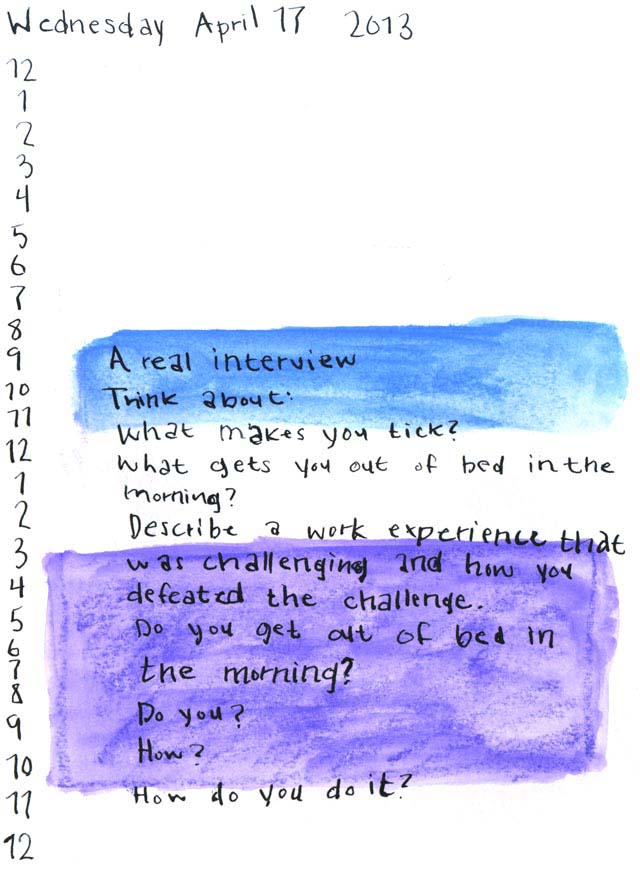 Wednesday April 17 2013
12
1
2
3
4
5
6
7
8
9
10
11
12
1
2
3
4
5
6
7
8
9
10
11
12
A real interview
Think about:
What makes you tick?
What gets you out of bed in the
morning?
Describe a work experience that
was challenging and how you
defeated the challenge.
Do you get out of bed in
the morning?
Do you?
How?
How do you do it?